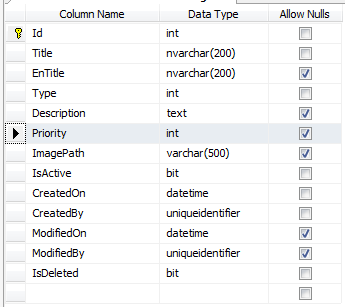 Column Name Data Type Allow Nulls
Id int
Title nvarchar(200)
EnTitle nvarchar(200)
Type int
Description text
Priority int
ImagePath varchar(500)
IsActive bit
CreatedOn datetime
CreatedBy uniqueidentifier
ModifiedOn datetime
ModifiedBy uniqueidentifier
IsDeleted bit